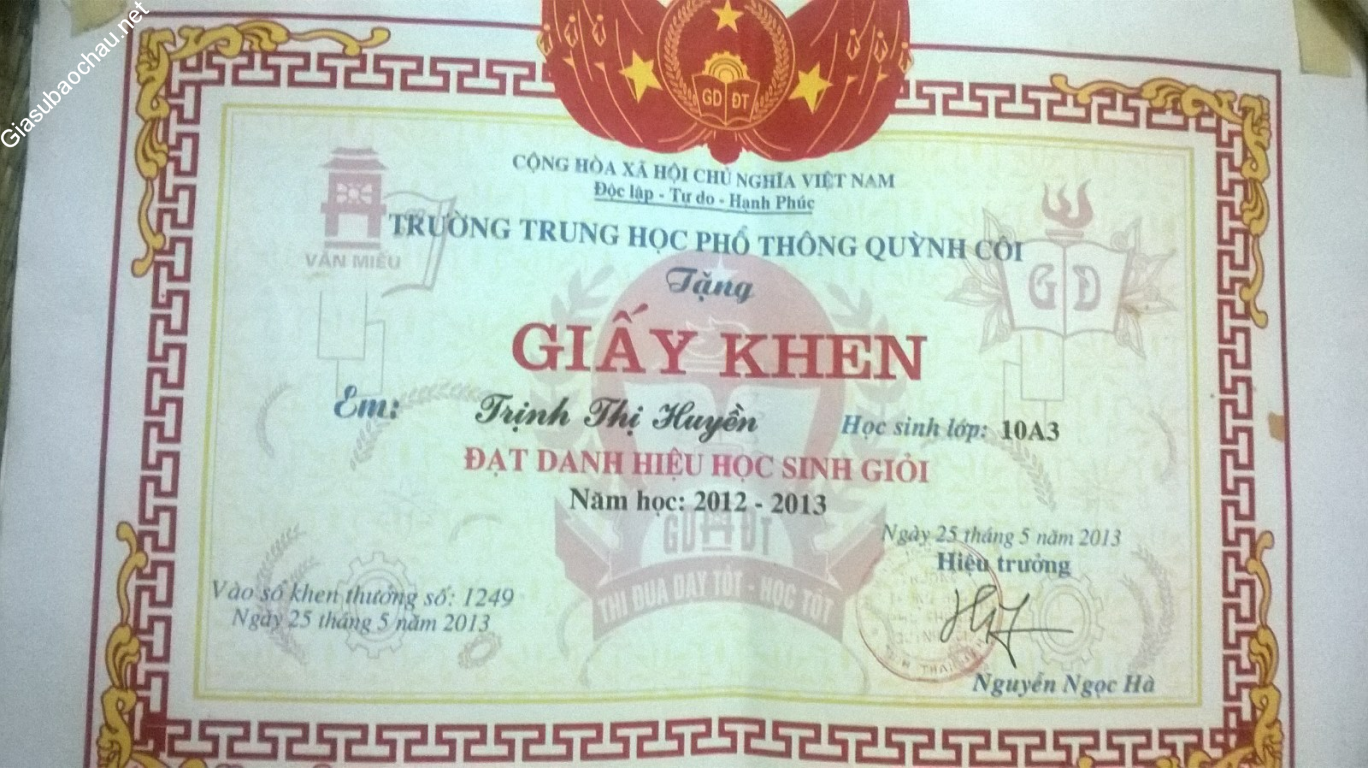 Giasubaochau.net
GD ĐT
CỘNG HÒA XÃ HỘI CHỦ NGHĨA VIỆT NAM
Độc lập - Tự do - Hạnh Phúc
TRƯỜNG TRUNG HỌC PHỔ THÔNG QUỲNH CÔI
VĂN MIẾU
GD
Tặng
GIẤY KHEN
Em: Trịnh Thị Huyền Học sinh lớp: 10A3
ĐẠT DANH HIỆU HỌC SINH GIỎI
Năm học: 2012 - 2013
GD ĐT
THI ĐUA DẠY TỐT - HỌC TỐT
Ngày 25 tháng 5 năm 2013
Hiệu trưởng
Vào sổ khen thưởng số: 1249
Ngày 25 tháng 5 năm 2013
Nguyễn Ngọc Hà